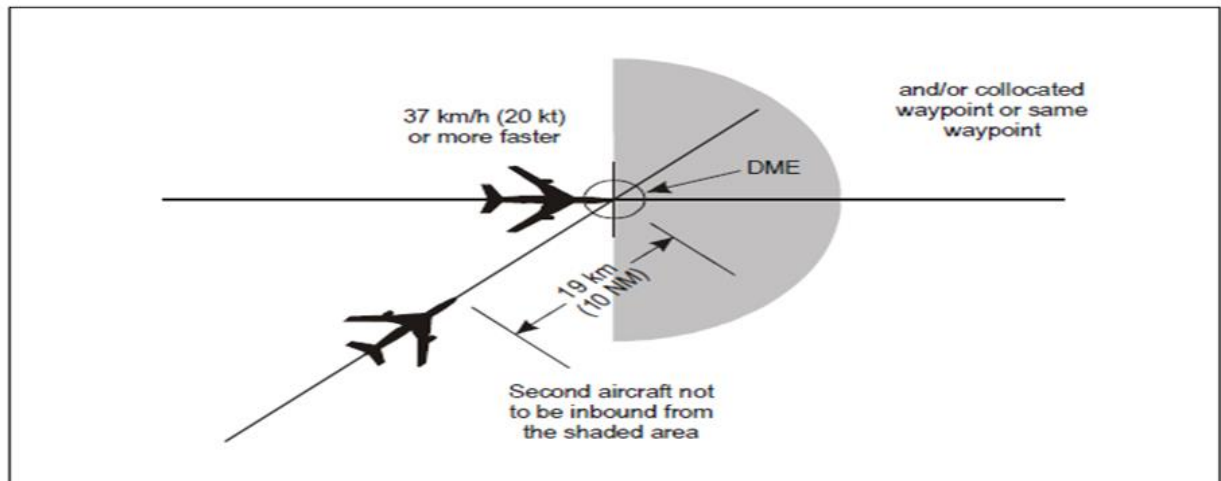 37 km/h (20 kt)
or more faster
and/or collocated
waypoint or same
waypoint
DME
19 km
(10 NM)
Second aircraft not
to be inbound from
the shaded area